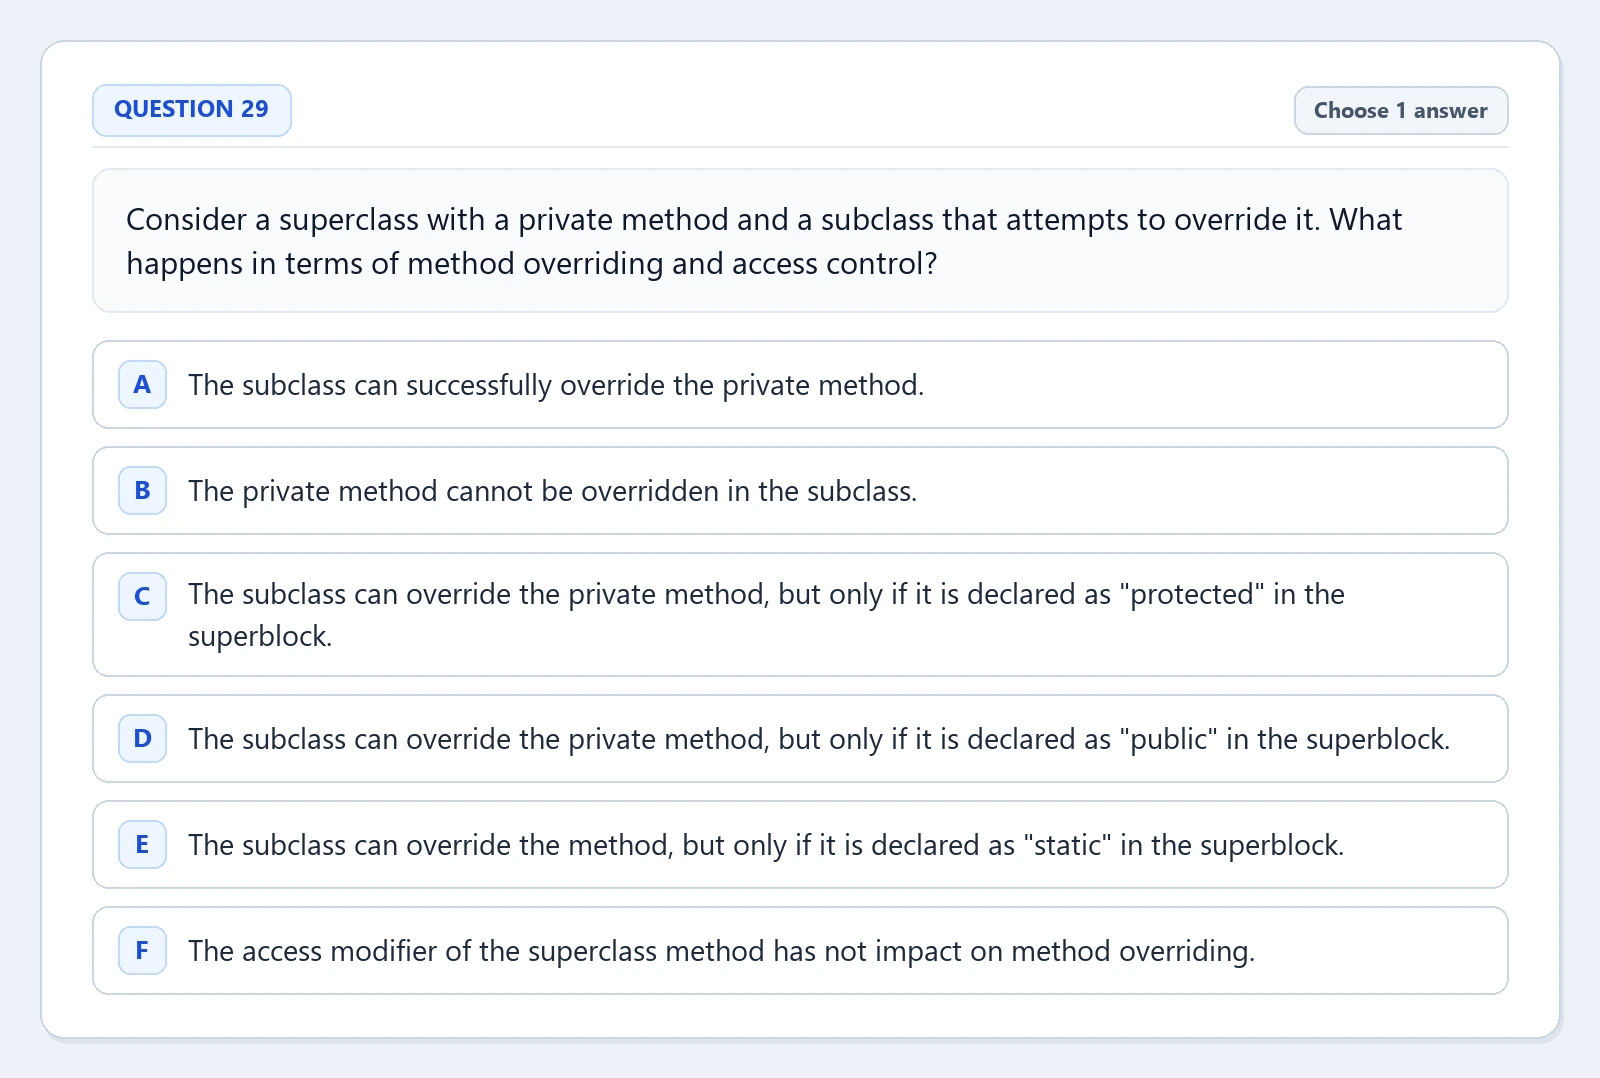 QUESTION 29
Choose 1 answer
Consider a superclass with a private method and a subclass that attempts to override it. What
happens in terms of method overriding and access control?
A
The subclass can successfully override the private method.
B
The private method cannot be overridden in the subclass.
C
The subclass can override the private method, but only if it is declared as "protected" in the
superblock.
D
The subclass can override the private method, but only if it is declared as "public" in the superblock.
E
The subclass can override the method, but only if it is declared as "static" in the superblock.
F
The access modifier of the superclass method has not impact on method overriding.